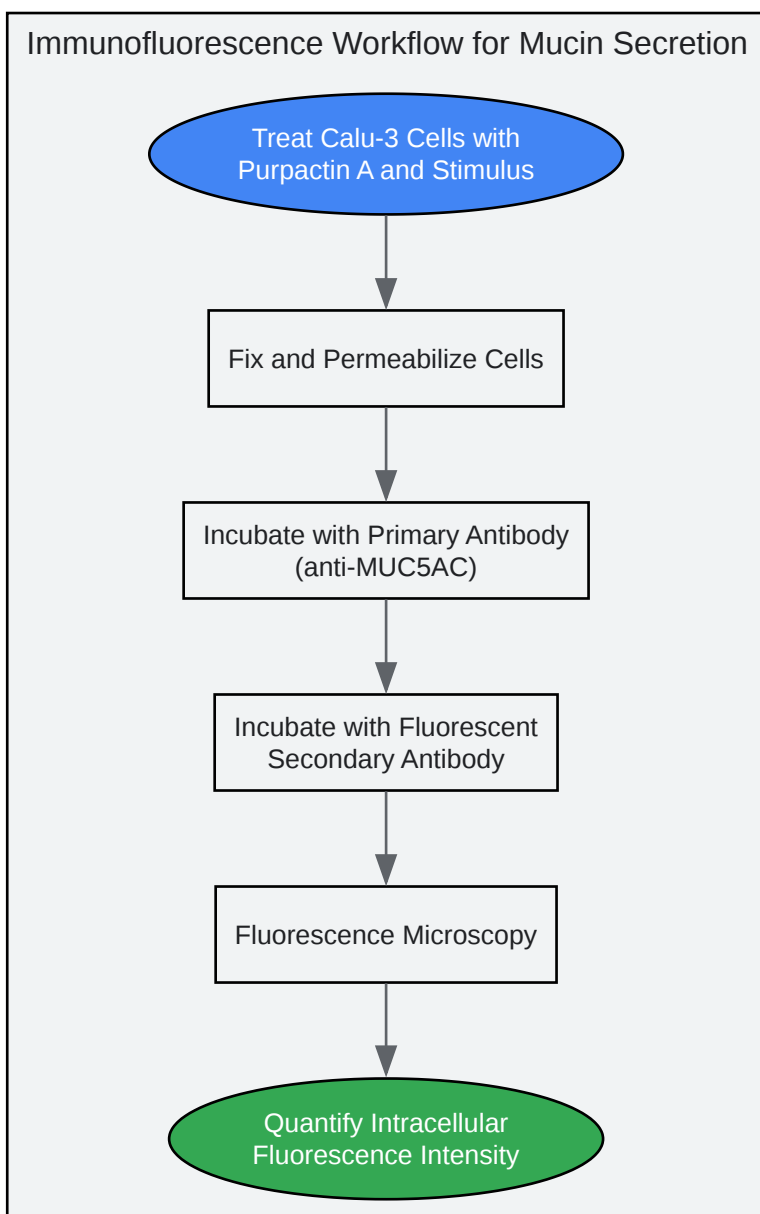 Immunofluorescence Workflow for Mucin Secretion
Treat Calu-3 Cells with
Purpactin A and Stimulus
Fix and Permeabilize Cells
Incubate with Primary Antibody
(anti-MUC5AC)
Incubate with Fluorescent
Secondary Antibody
Fluorescence Microscopy
Quantify Intracellular
Fluorescence Intensity